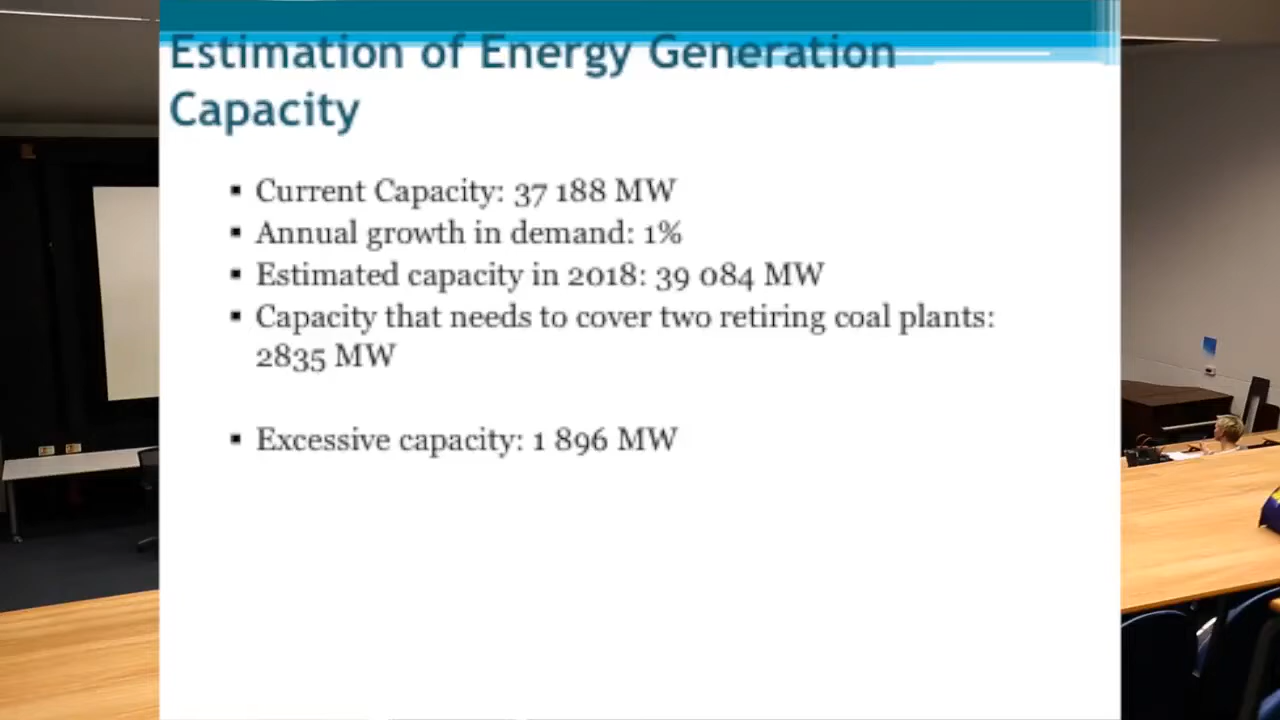 Estimation of Energy Generation
Capacity
▪ Current Capacity: 37 188 MW
▪ Annual growth in demand: 1%
▪ Estimated capacity in 2018: 39 084 MW
▪ Capacity that needs to cover two retiring coal plants:
2835 MW
▪ Excessive capacity: 1 896 MW